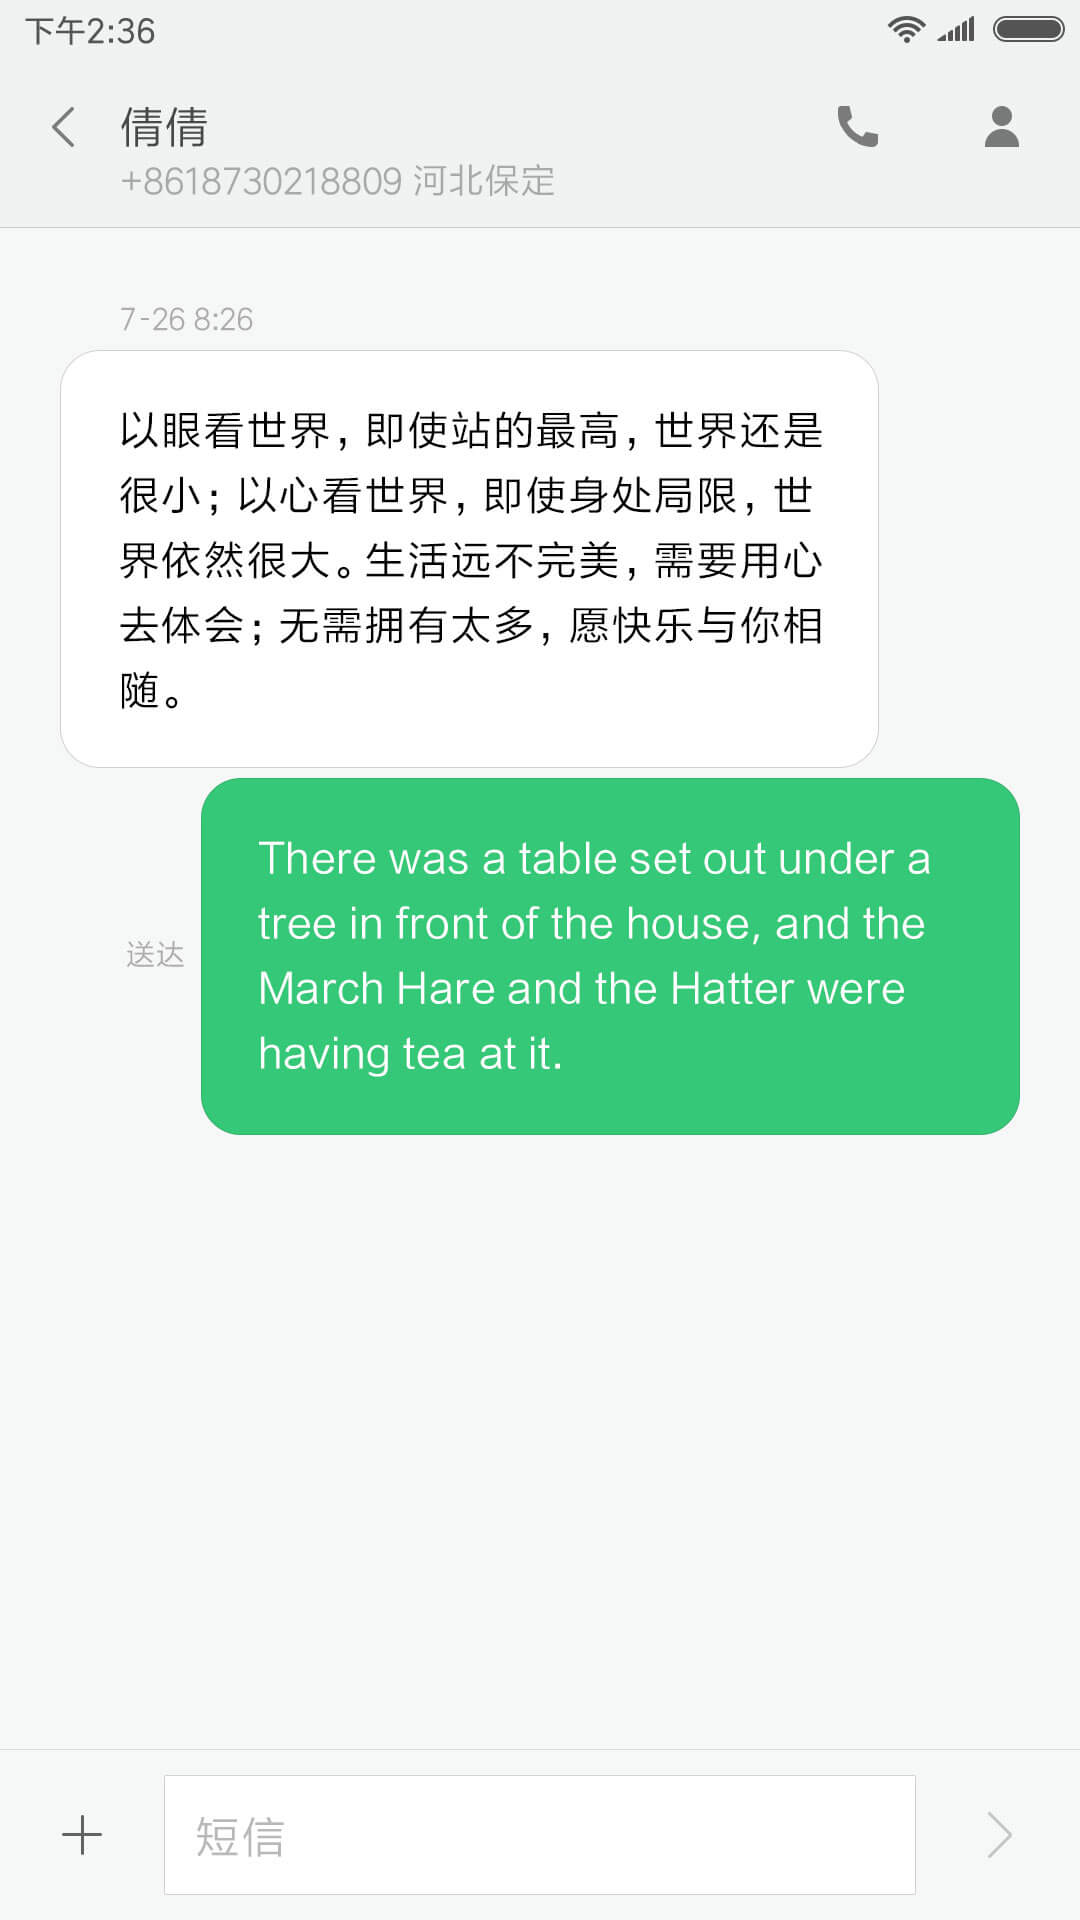 下午2:36
倩倩
+8618730218809 河北保定
7-26 8:26
以眼看世界，即使站的最高，世界还是
很小；以心看世界，即使身处局限，世
界依然很大。生活远不完美，需要用心
去体会；无需拥有太多，愿快乐与你相
随。
There was a table set out under a
tree in front of the house, and the
March Hare and the Hatter were
having tea at it.
送达
短信